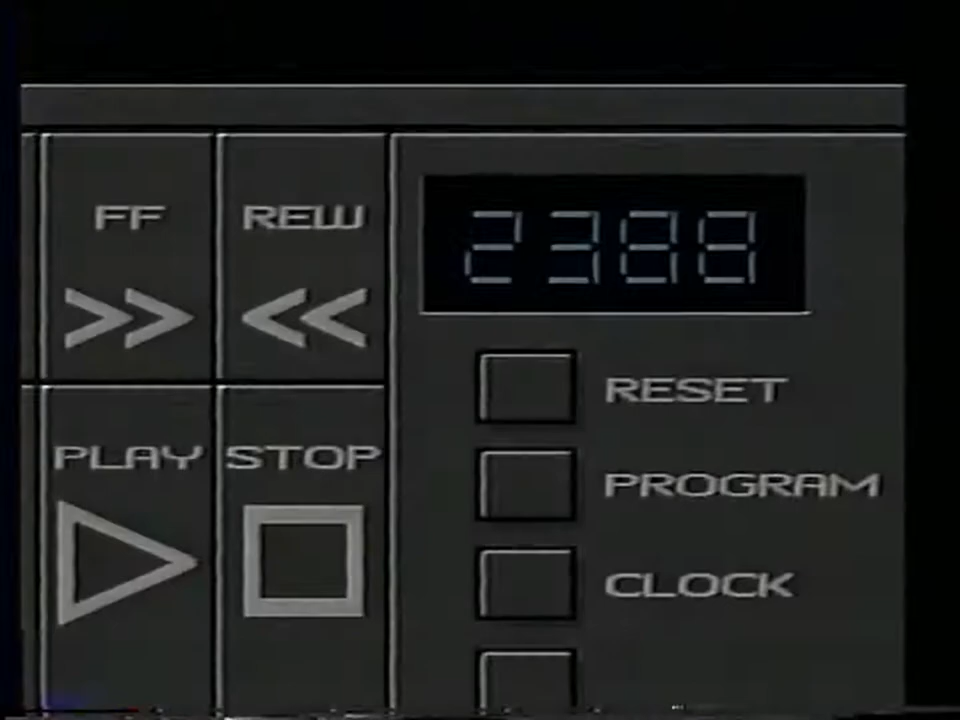 FF REW
2388
RESET
PLAY STOP
PROGRAM
CLOCK